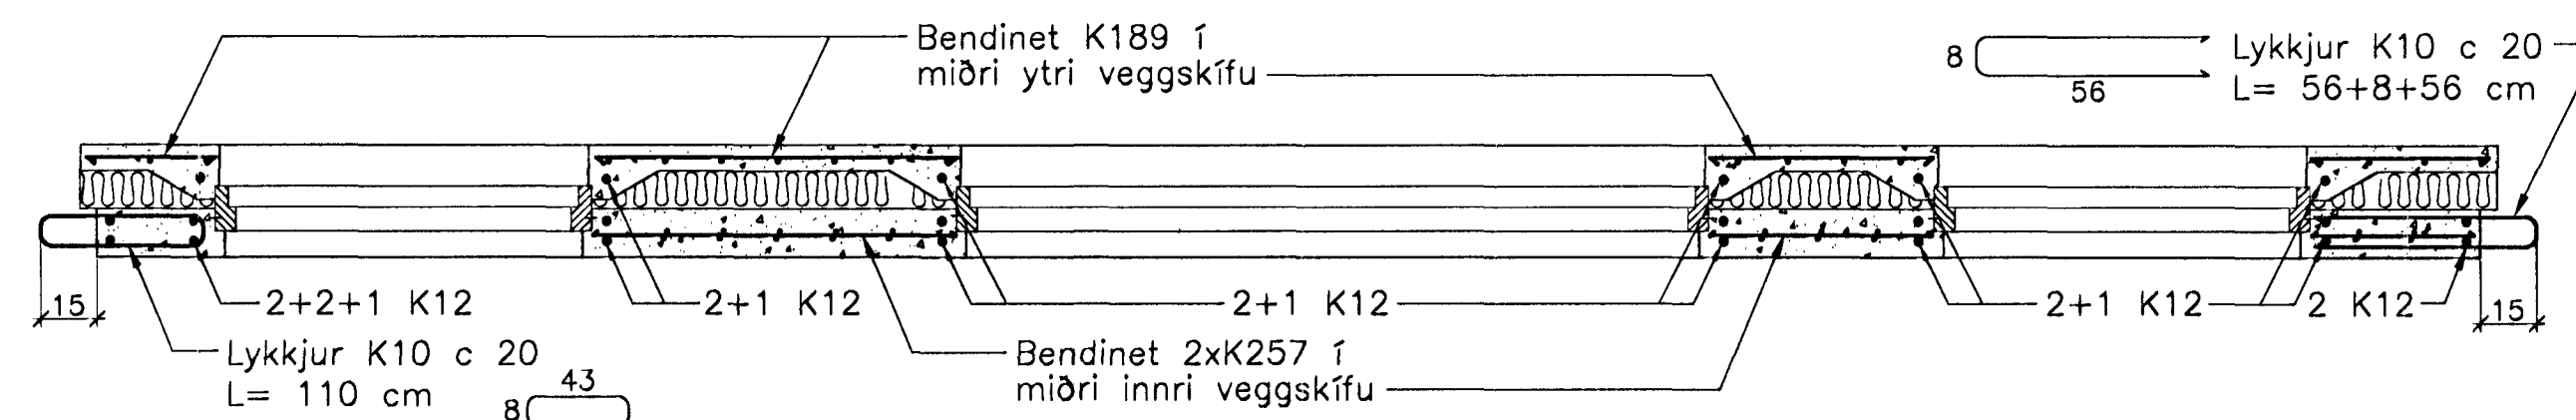 Bendinet K189 í
miðri ytri veggskífu
8
56
Lykkjur K10 c 20
L= 56+8+56 cm
15
2+2+1 K12
2+1 K12
2+1 K12
2+1 K12
2 K12
15
Lykkjur K10 c 20
L= 110 cm
43
8
Bendinet 2xK257 í
miðri innri veggskífu